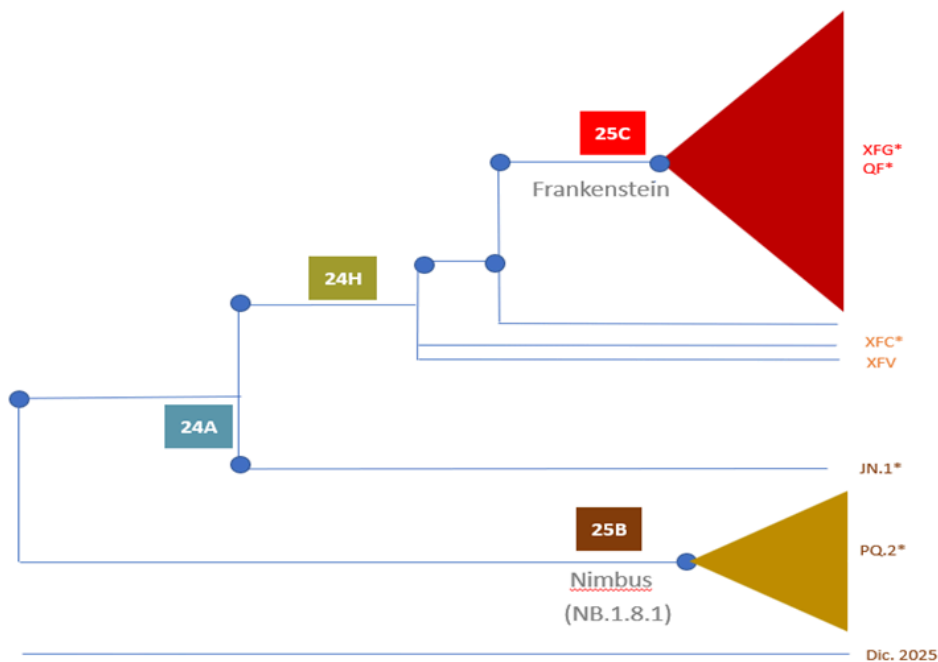 25C
XFG*
QF*
Frankenstein
24H
XFC*
XFV
24A
JN.1*
25B
PQ.2*
Nimbus
(NB.1.8.1)
Dic. 2025